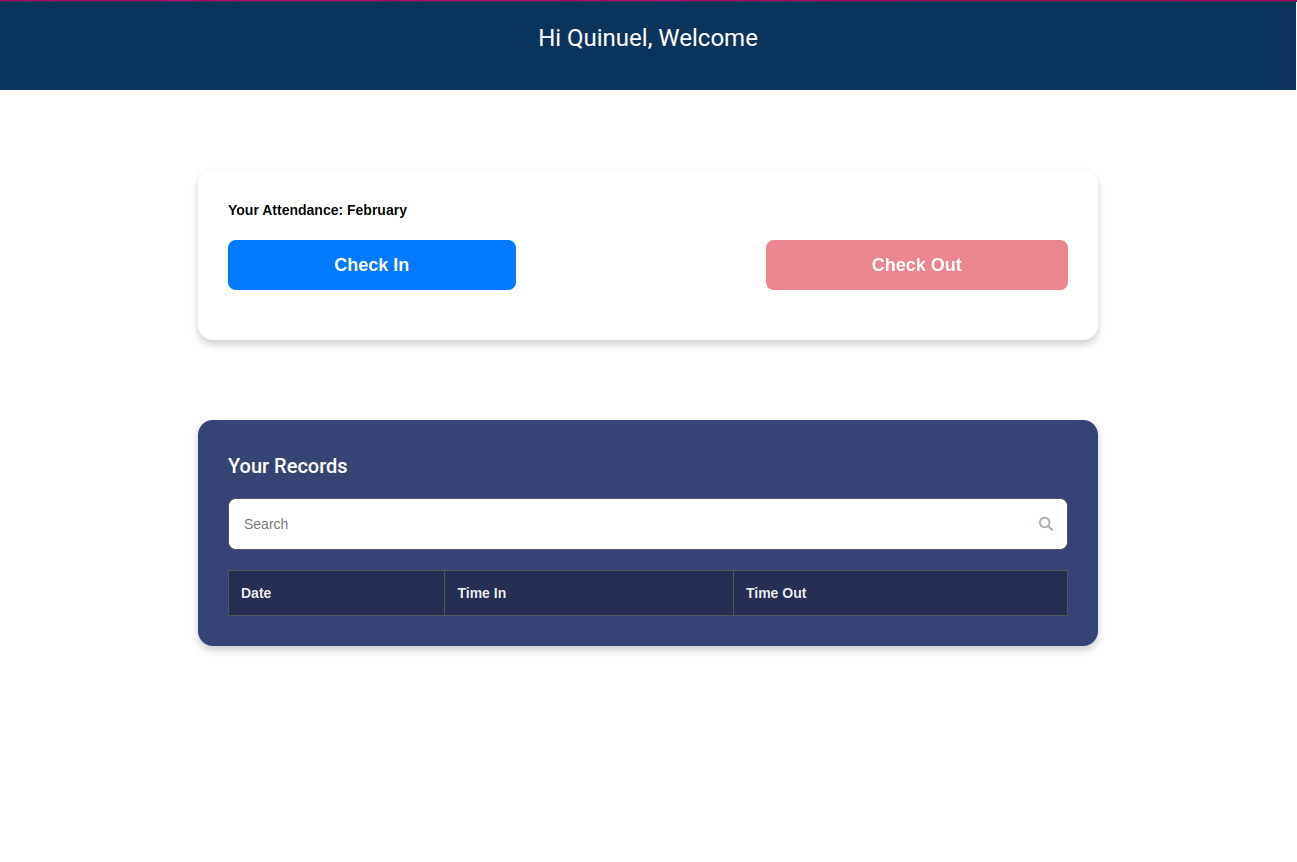 Hi Quinuel, Welcome
Your Attendance: February
Check In Check Out
Your Records
Search
Date Time In Time Out